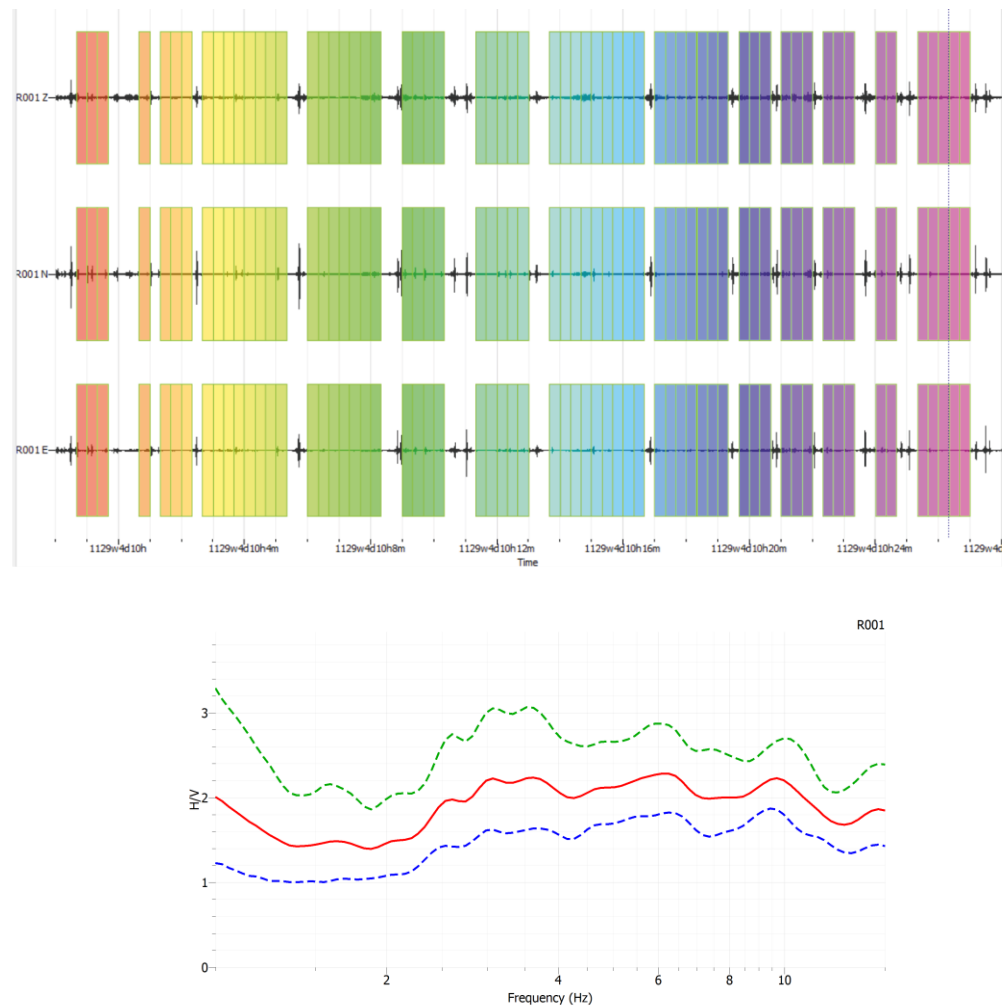 R001 Z
R001 N
R001 E
1129w4d10h 1129w4d10h4m 1129w4d10h8m 1129w4d10h12m 1129w4d10h16m 1129w4d10h20m 1129w4d10h24m 1129w4d
Time
R001
3
2
H/V
1
0
2 4 6 8 10
Frequency (Hz)